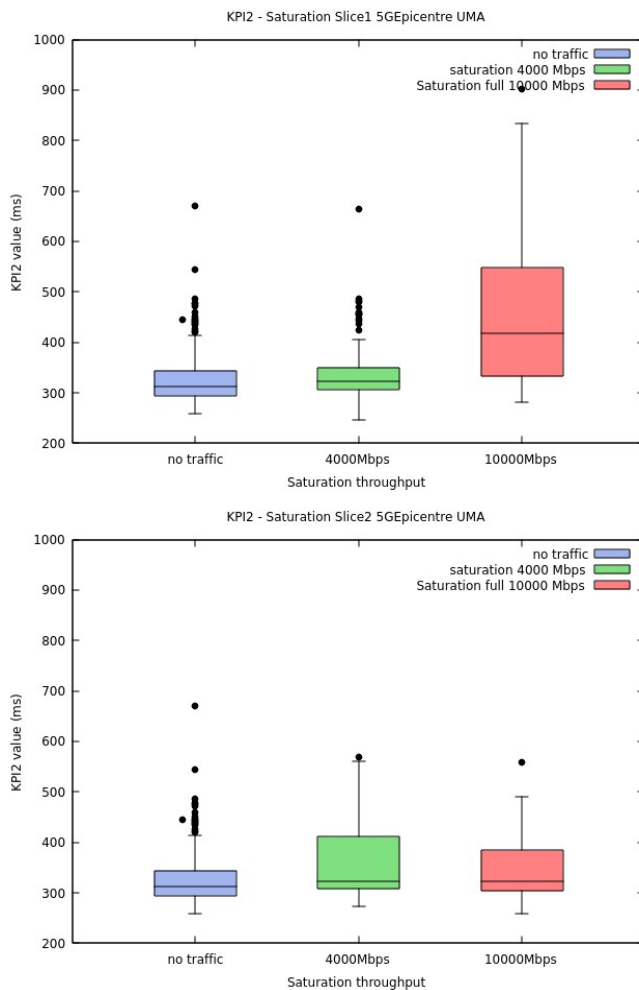 KPI2 - Saturation Slice1 5GEpicentre UMA
1000
900
800
700
600
500
400
300
200
KPI2 value (ms)
no traffic
saturation 4000 Mbps
Saturation full 10000 Mbps
no traffic 4000Mbps 10000Mbps
Saturation throughput
KPI2 - Saturation Slice2 5GEpicentre UMA
1000
900
800
700
600
500
400
300
200
KPI2 value (ms)
no traffic
saturation 4000 Mbps
Saturation full 10000 Mbps
no traffic 4000Mbps 10000Mbps
Saturation throughput